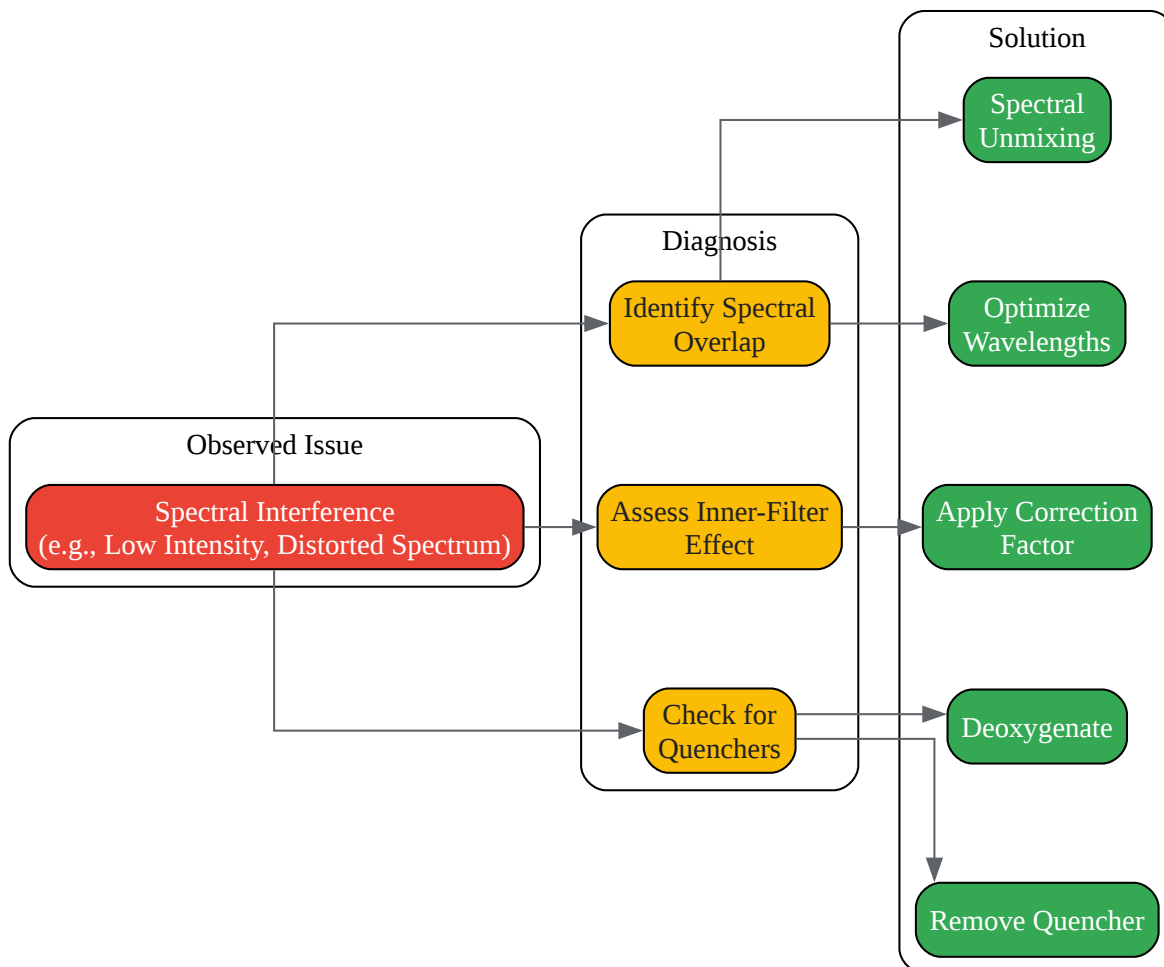 Solution
Spectral
Unmixing
Diagnosis
Identify Spectral
Overlap
Optimize
Wavelengths
Observed Issue
Spectral Interference
(e.g., Low Intensity, Distorted Spectrum)
Assess Inner-Filter
Effect
Apply Correction
Factor
Check for
Quenchers
Deoxygenate
Remove Quencher